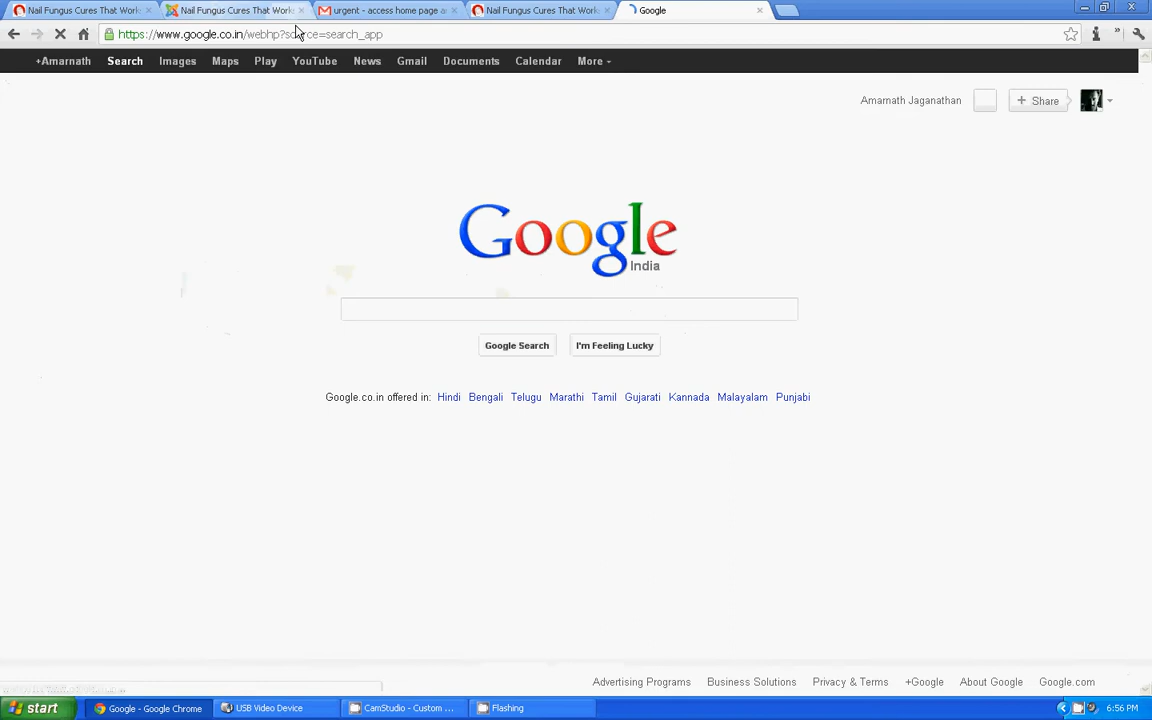 Nail Fungus Cures That Work
Nail Fungus Cures That Work
urgent - access home page a
Nail Fungus Cures That Work
Google
https://www.google.co.in/webhp?source=search_app
+Amarnath Search Images Maps Play YouTube News Gmail Documents Calendar More
Amarnath Jaganathan
+ Share
Google
India
Google Search
I'm Feeling Lucky
Google.co.in offered in: Hindi Bengali Telugu Marathi Tamil Gujarati Kannada Malayalam Punjabi
Advertising Programs Business Solutions Privacy & Terms +Google About Google Google.com
start
Google - Google Chrome
USB Video Device
CamStudio - Custom ...
Flashing
6:56 PM